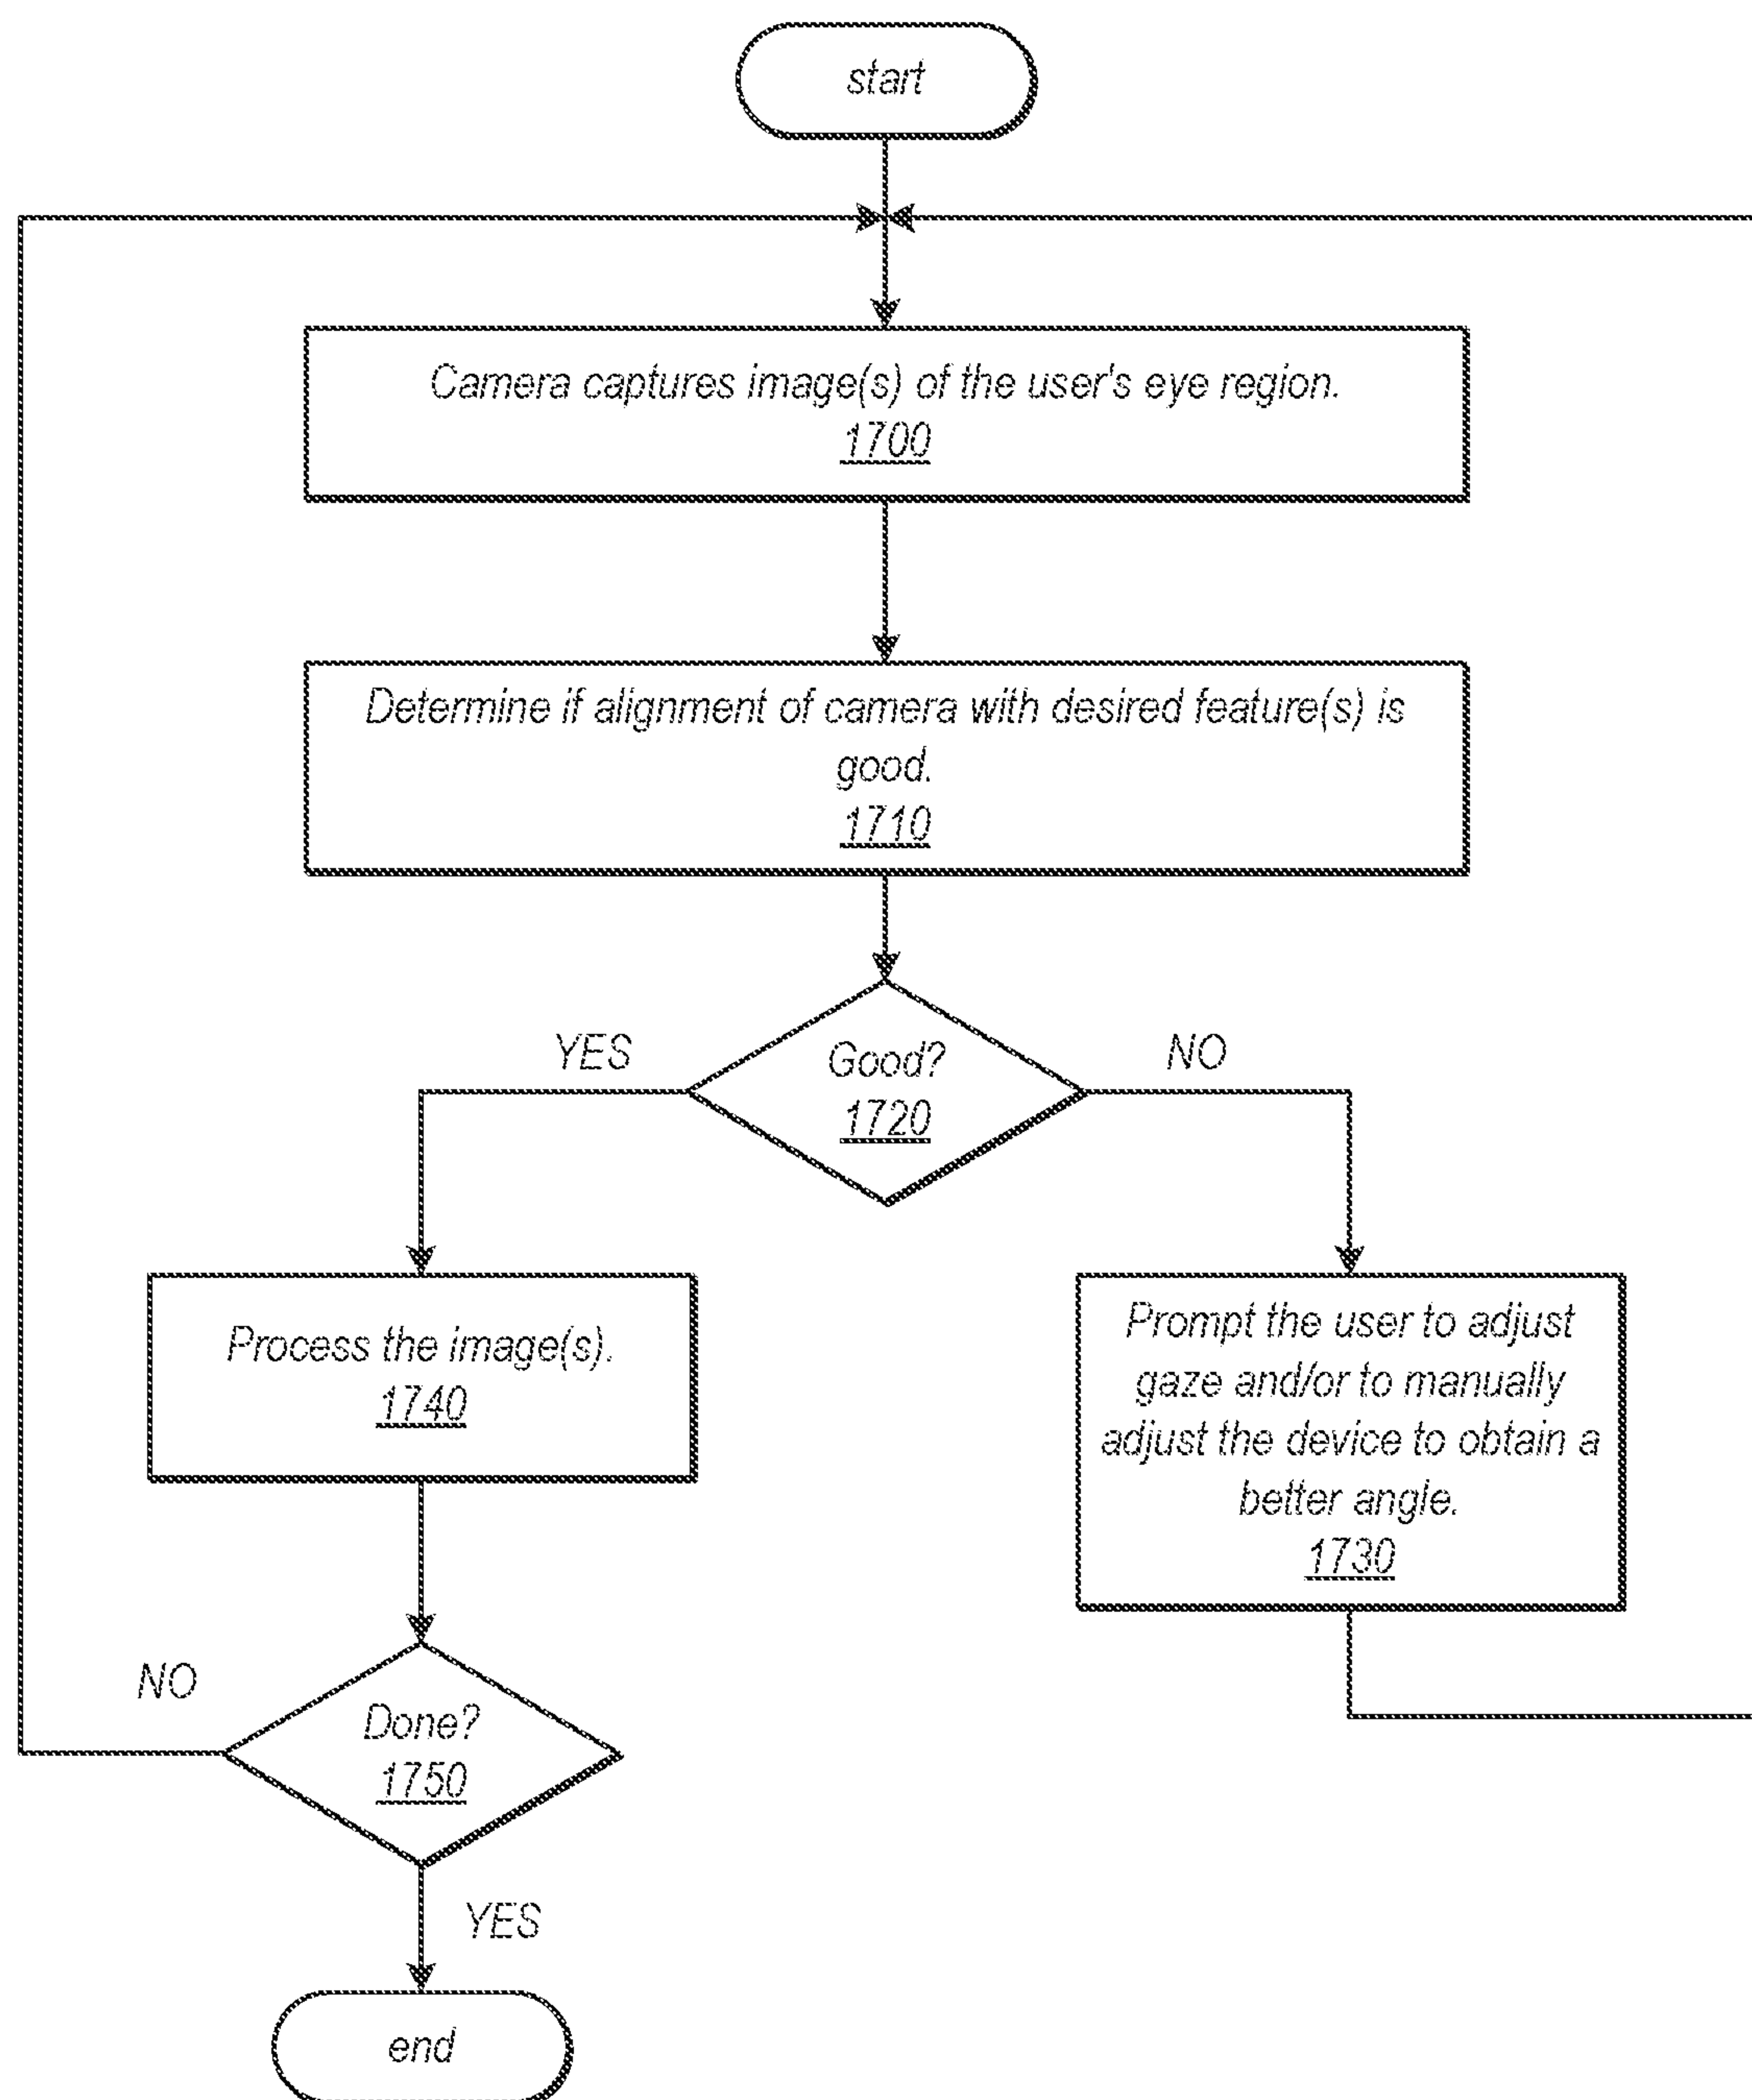 start
Camera captures image(s) of the user's eye region.
1700
Determine if alignment of camera with desired feature(s) is
good.
1710
YES
Good?
1720
NO
Process the image(s).
1740
Prompt the user to adjust
gaze and/or to manually
adjust the device to obtain a
better angle.
1730
NO
Done?
1750
YES
end